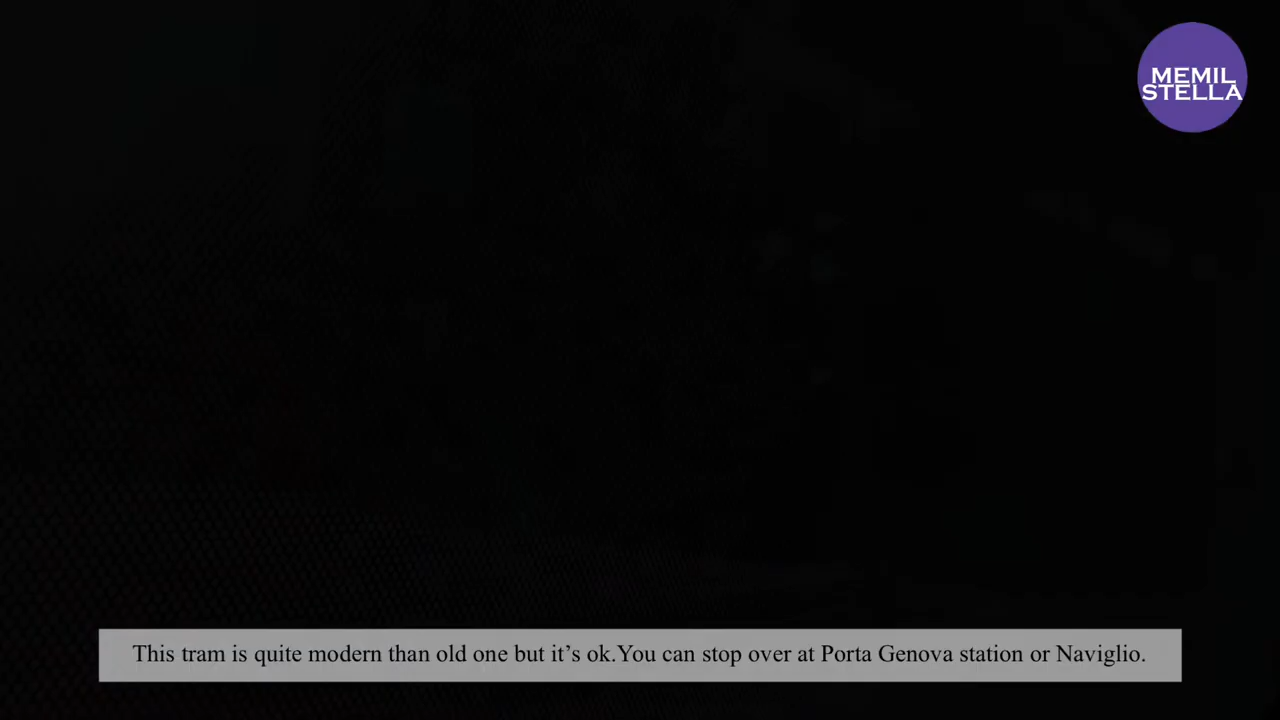 MEMIL
STELLA
This tram is quite modern than old one but it’s ok.You can stop over at Porta Genova station or Naviglio.